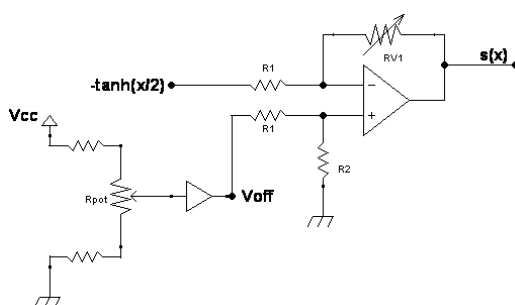 R1
RV1
s(x)
-tanh(x/2)
R1
Vcc
R2
Rpot
Voff